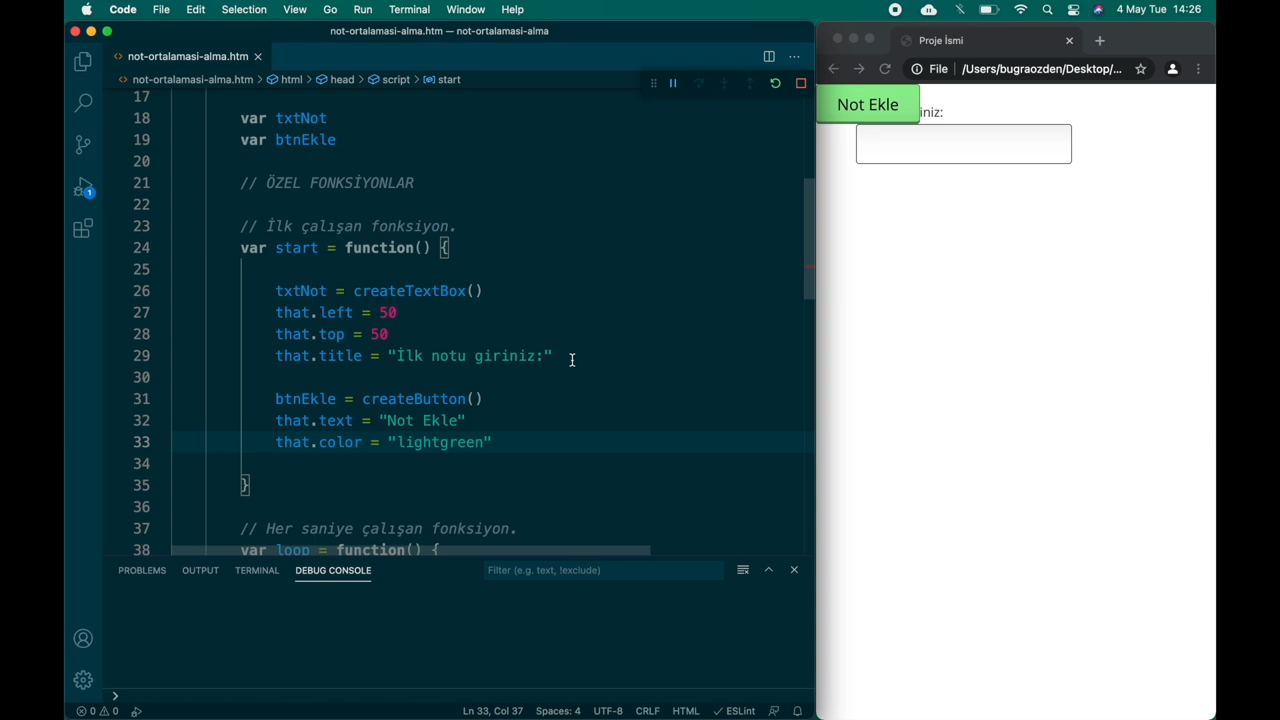 Code File Edit Selection View Go Run Terminal Window Help 4 May Tue 14:26
not-ortalamasi-alma.htm — not-ortalamasi-alma
not-ortalamasi-alma.htm
not-ortalamasi-alma.htm > html > head > script > start
17
18 var txtNot
19 var btnEkle
20
21 // ÖZEL FONKSİYONLAR
22
23 // İlk çalışan fonksiyon.
24 var start = function() {
25
26 txtNot = createTextBox()
27 that.left = 50
28 that.top = 50
29 that.title = "İlk notu giriniz:"
30
31 btnEkle = createButton()
32 that.text = "Not Ekle"
33 that.color = "lightgreen"
34
35 }
36
37 // Her saniye çalışan fonksiyon.
38 var loop = function() {
1
PROBLEMS OUTPUT TERMINAL DEBUG CONSOLE Filter (e.g. text, !exclude)
0 0 Ln 33, Col 37 Spaces: 4 UTF-8 CRLF HTML ESLint
Proje İsmi
File /Users/bugraozden/Desktop/...
Not Ekle
iniz: